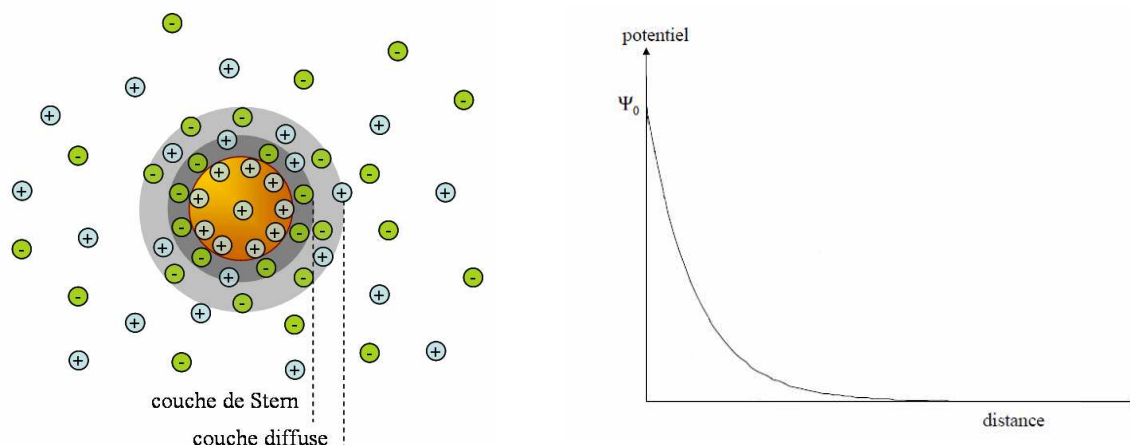 couche de Stern
couche diffuse
potentiel
Ψ0
distance